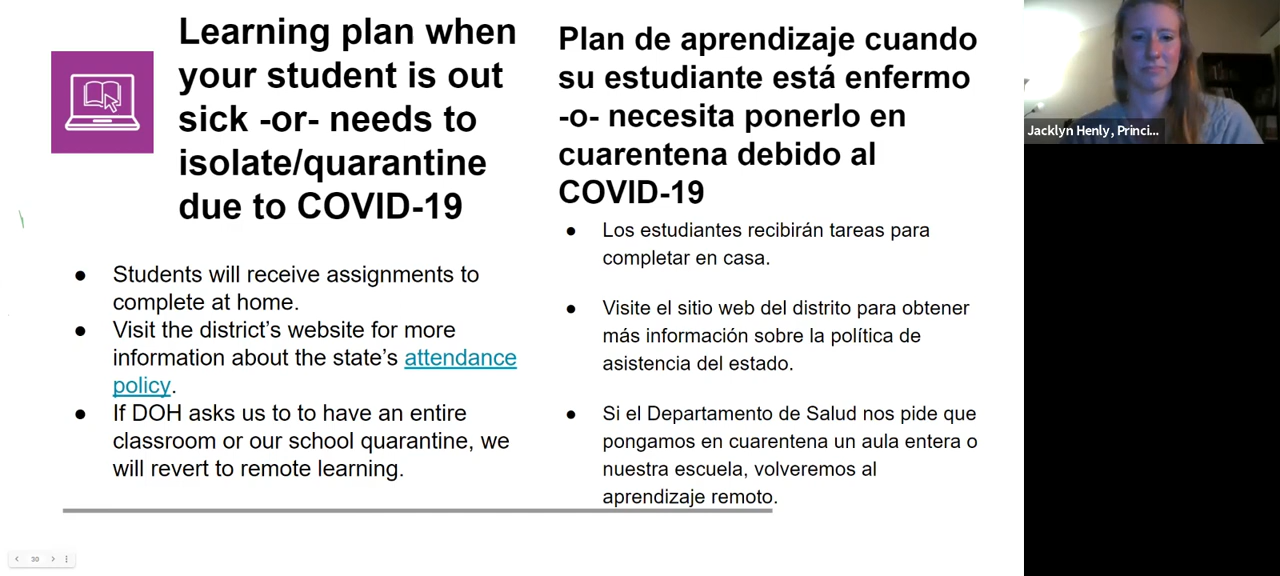 Learning plan when
your student is out
sick -or- needs to
isolate/quarantine
due to COVID-19
● Students will receive assignments to
complete at home.
● Visit the district’s website for more
information about the state’s attendance
policy.
● If DOH asks us to to have an entire
classroom or our school quarantine, we
will revert to remote learning.
Plan de aprendizaje cuando
su estudiante está enfermo
-o- necesita ponerlo en
cuarentena debido al
COVID-19
● Los estudiantes recibirán tareas para
completar en casa.
● Visite el sitio web del distrito para obtener
más información sobre la política de
asistencia del estado.
● Si el Departamento de Salud nos pide que
pongamos en cuarentena un aula entera o
nuestra escuela, volveremos al
aprendizaje remoto.
Jacklyn Henly, Princi...
30